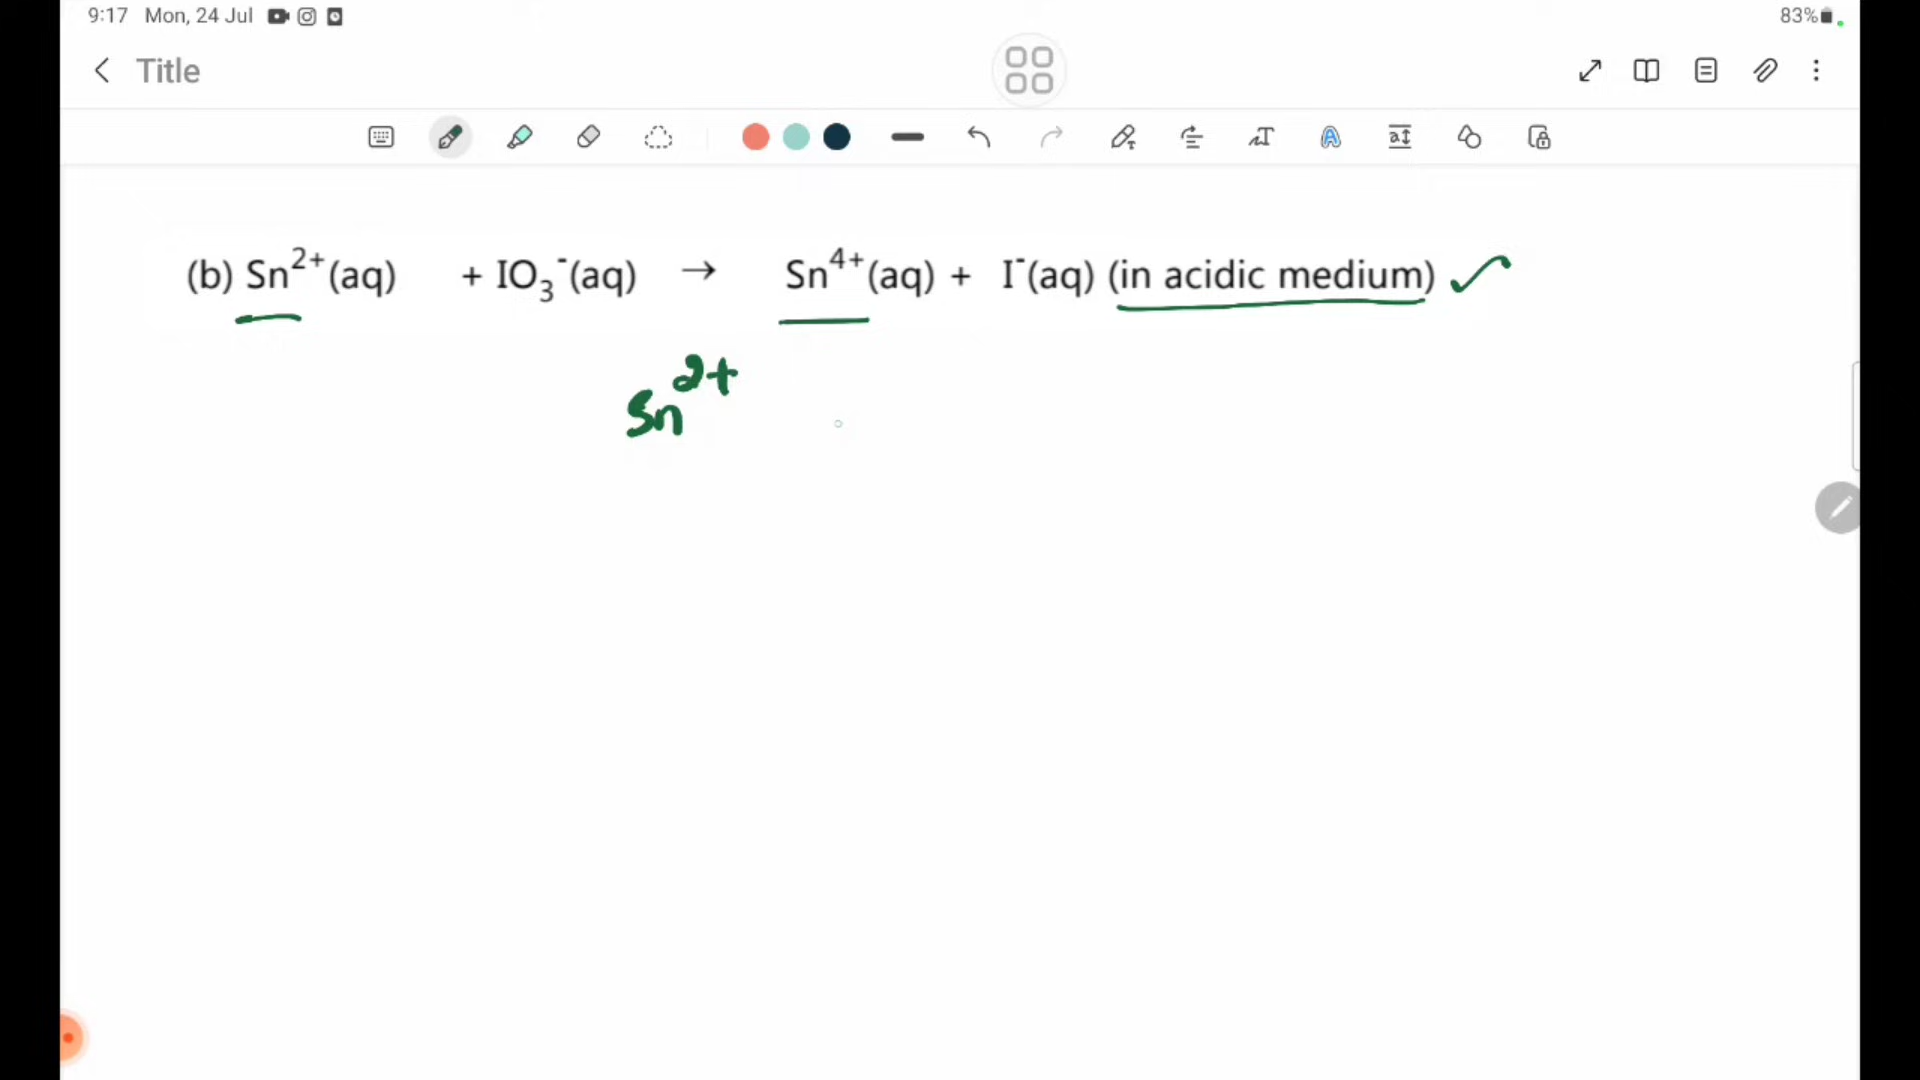 9:17 Mon, 24 Jul 83%
Title
(b) Sn²⁺(aq) + IO₃⁻(aq) → Sn⁴⁺(aq) + I⁻(aq) (in acidic medium) ✓
Sn²⁺